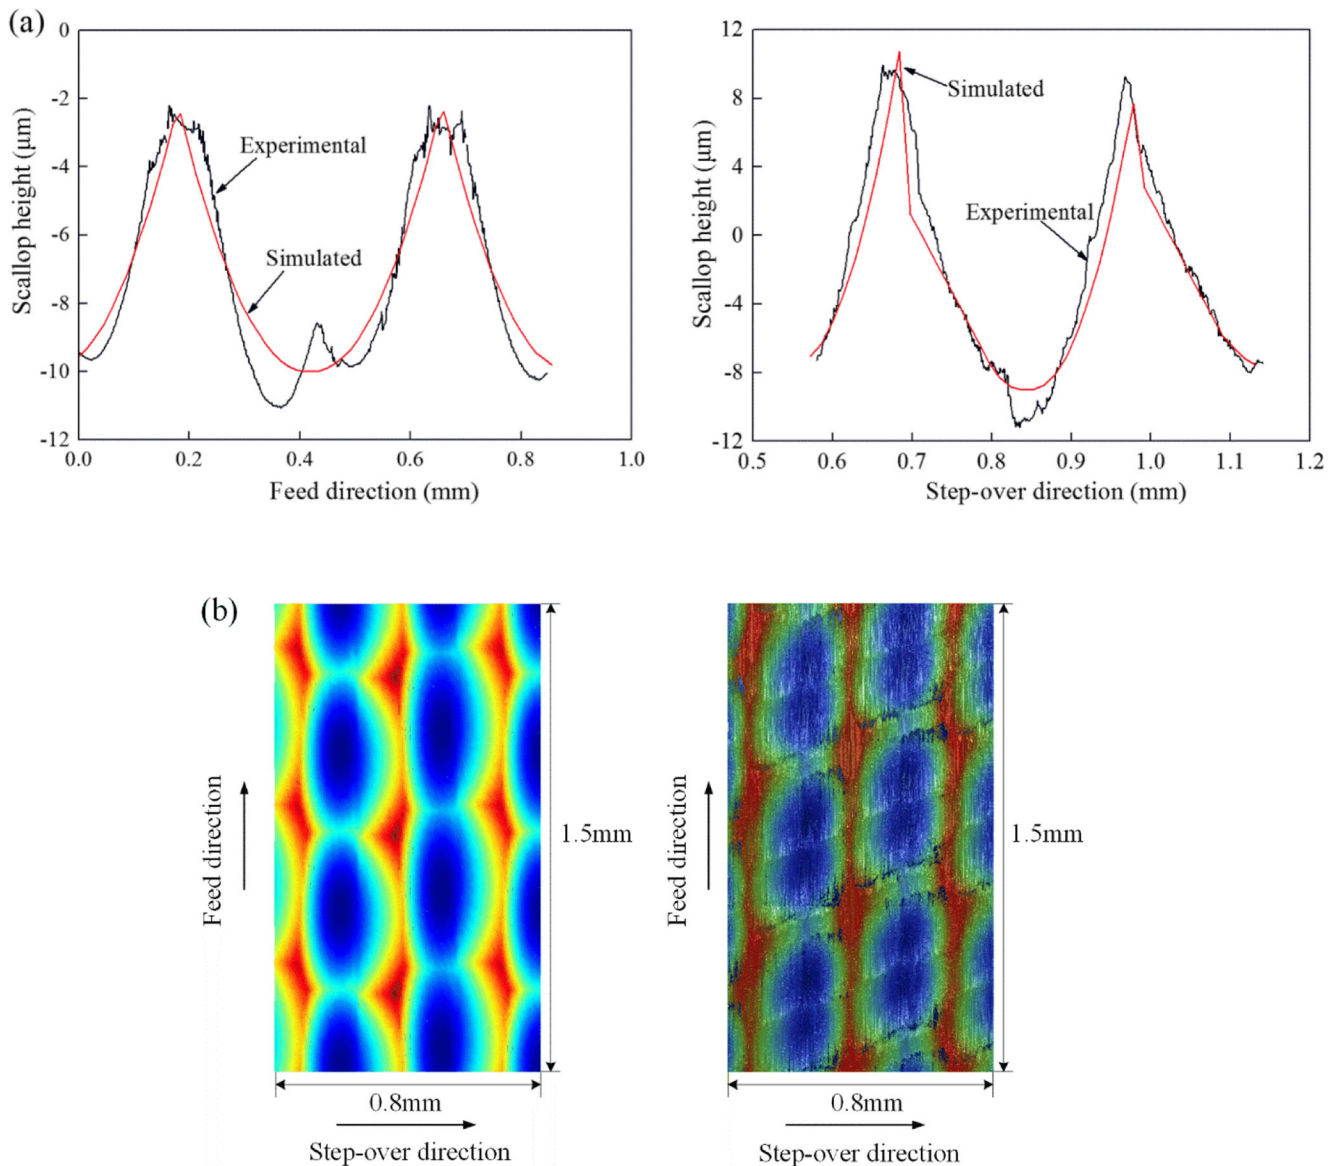 (a)
0
-2
-4
-6
-8
-10
-12
Scallop height (μm)
Experimental
Simulated
0.0 0.2 0.4 0.6 0.8 1.0
Feed direction (mm)
12
8
4
0
-4
-8
-12
Scallop height (μm)
Simulated
Experimental
0.5 0.6 0.7 0.8 0.9 1.0 1.1 1.2
Step-over direction (mm)
(b)
Feed direction
1.5mm
0.8mm
Step-over direction
Feed direction
1.5mm
0.8mm
Step-over direction